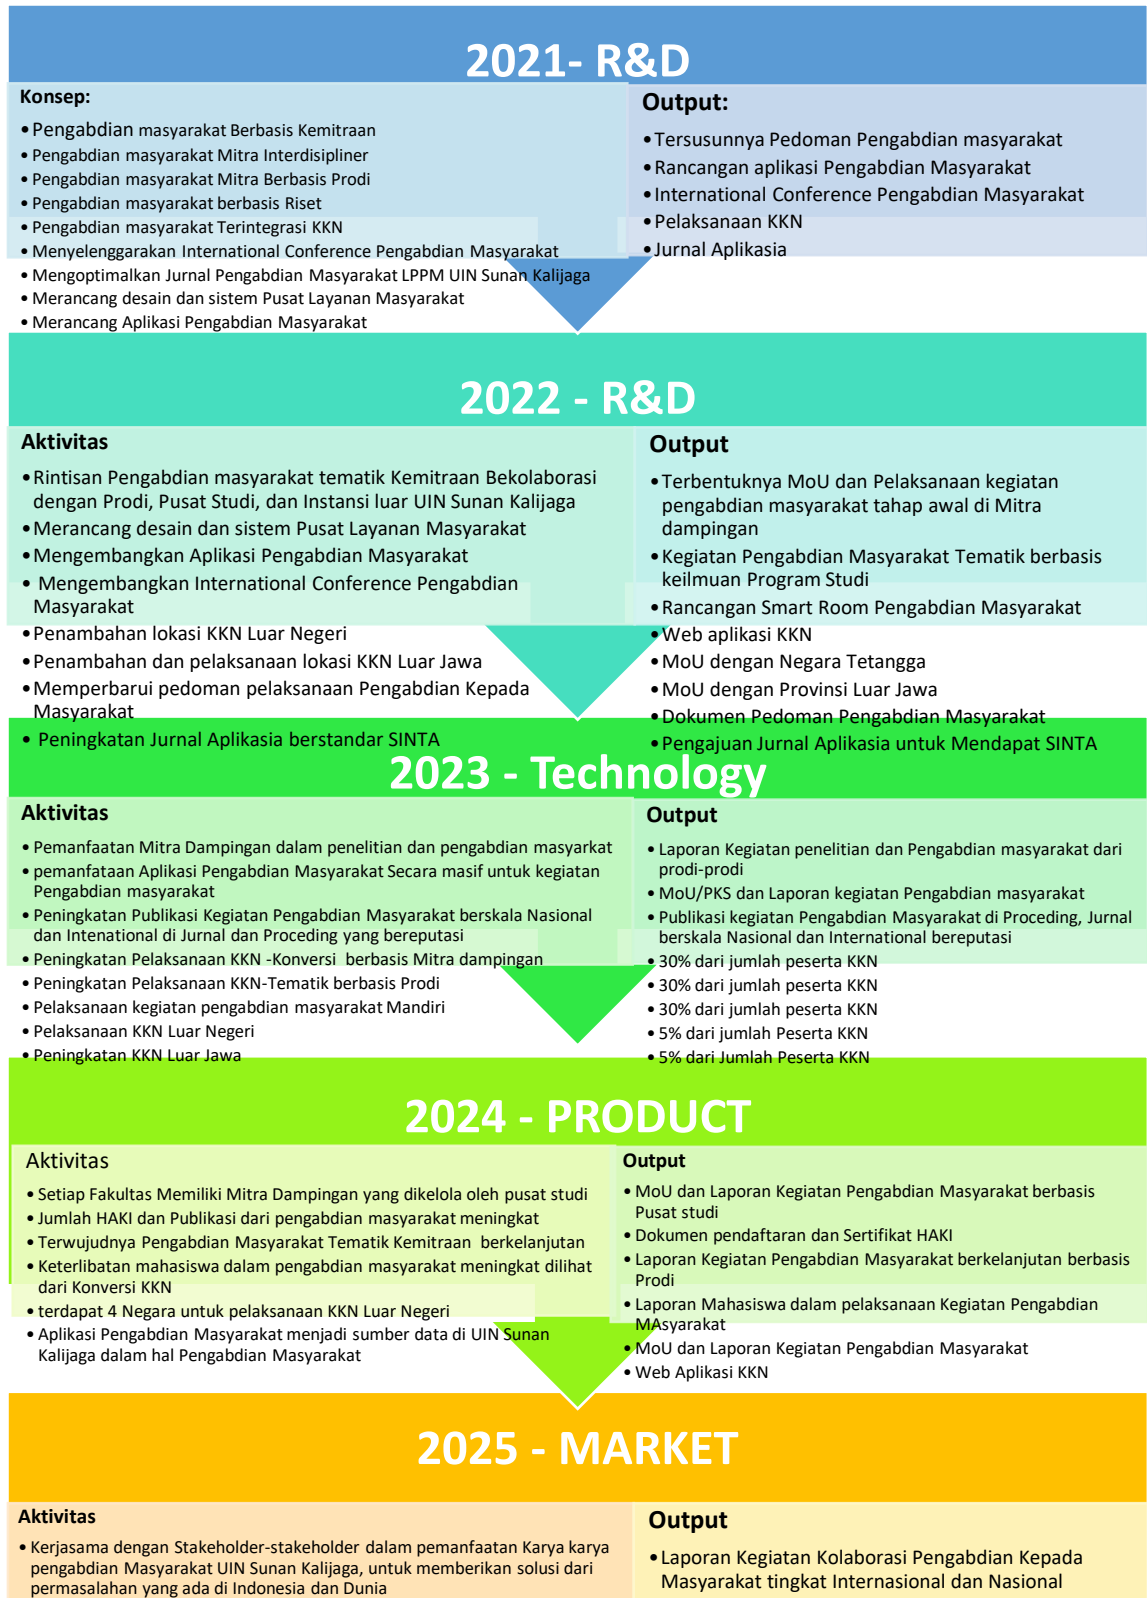 2021- R&D
Konsep:
•Pengabdian masyarakat Berbasis Kemitraan
•Pengabdian masyarakat Mitra Interdisipliner
•Pengabdian masyarakat Mitra Berbasis Prodi
•Pengabdian masyarakat berbasis Riset
•Pengabdian masyarakat Terintegrasi KKN
•Menyelenggarakan International Conference Pengabdian Masyarakat
•Mengoptimalkan Jurnal Pengabdian Masyarakat LPPM UIN Sunan Kalijaga
•Merancang desain dan sistem Pusat Layanan Masyarakat
•Merancang Aplikasi Pengabdian Masyarakat
Output:
•Tersusunnya Pedoman Pengabdian masyarakat
•Rancangan aplikasi Pengabdian Masyarakat
•International Conference Pengabdian Masyarakat
•Pelaksanaan KKN
•Jurnal Aplikasia
2022 - R&D
Aktivitas
•Rintisan Pengabdian masyarakat tematik Kemitraan Bekolaborasi
dengan Prodi, Pusat Studi, dan Instansi luar UIN Sunan Kalijaga
•Merancang desain dan sistem Pusat Layanan Masyarakat
•Mengembangkan Aplikasi Pengabdian Masyarakat
• Mengembangkan International Conference Pengabdian
Masyarakat
•Penambahan lokasi KKN Luar Negeri
•Penambahan dan pelaksanaan lokasi KKN Luar Jawa
•Memperbarui pedoman pelaksanaan Pengabdian Kepada
Masyarakat
• Peningkatan Jurnal Aplikasia berstandar SINTA
Output
•Terbentuknya MoU dan Pelaksanaan kegiatan
pengabdian masyarakat tahap awal di Mitra
dampingan
•Kegiatan Pengabdian Masyarakat Tematik berbasis
keilmuan Program Studi
•Rancangan Smart Room Pengabdian Masyarakat
•Web aplikasi KKN
•MoU dengan Negara Tetangga
•MoU dengan Provinsi Luar Jawa
•Dokumen Pedoman Pengabdian Masyarakat
•Pengajuan Jurnal Aplikasia untuk Mendapat SINTA
2023 - Technology
Aktivitas
•Pemanfaatan Mitra Dampingan dalam penelitian dan pengabdian masyarkat
•pemanfataan Aplikasi Pengabdian Masyarakat Secara masif untuk kegiatan
Pengabdian masyarakat
•Peningkatan Publikasi Kegiatan Pengabdian Masyarakat berskala Nasional
dan Intenational di Jurnal dan Proceding yang bereputasi
•Peningkatan Pelaksanaan KKN -Konversi berbasis Mitra dampingan
•Peningkatan Pelaksanaan KKN-Tematik berbasis Prodi
•Pelaksanaan kegiatan pengabdian masyarakat Mandiri
•Pelaksanaan KKN Luar Negeri
•Peningkatan KKN Luar Jawa
Output
•Laporan Kegiatan penelitian dan Pengabdian masyarakat dari
prodi-prodi
•MoU/PKS dan Laporan kegiatan Pengabdian masyarakat
•Publikasi kegiatan Pengabdian Masyarakat di Proceding, Jurnal
berskala Nasional dan International bereputasi
•30% dari jumlah peserta KKN
•30% dari jumlah peserta KKN
•30% dari jumlah peserta KKN
•5% dari jumlah Peserta KKN
•5% dari Jumlah Peserta KKN
2024 - PRODUCT
Aktivitas
•Setiap Fakultas Memiliki Mitra Dampingan yang dikelola oleh pusat studi
•Jumlah HAKI dan Publikasi dari pengabdian masyarakat meningkat
•Terwujudnya Pengabdian Masyarakat Tematik Kemitraan berkelanjutan
•Keterlibatan mahasiswa dalam pengabdian masyarakat meningkat dilihat
dari Konversi KKN
•terdapat 4 Negara untuk pelaksanaan KKN Luar Negeri
•Aplikasi Pengabdian Masyarakat menjadi sumber data di UIN Sunan
Kalijaga dalam hal Pengabdian Masyarakat
Output
•MoU dan Laporan Kegiatan Pengabdian Masyarakat berbasis
Pusat studi
•Dokumen pendaftaran dan Sertifikat HAKI
•Laporan Kegiatan Pengabdian Masyarakat berkelanjutan berbasis
Prodi
•Laporan Mahasiswa dalam pelaksanaan Kegiatan Pengabdian
MAsyarakat
•MoU dan Laporan Kegiatan Pengabdian Masyarakat
•Web Aplikasi KKN
2025 - MARKET
Aktivitas
•Kerjasama dengan Stakeholder-stakeholder dalam pemanfaatan Karya karya
pengabdian Masyarakat UIN Sunan Kalijaga, untuk memberikan solusi dari
permasalahan yang ada di Indonesia dan Dunia
Output
•Laporan Kegiatan Kolaborasi Pengabdian Kepada
Masyarakat tingkat Internasional dan Nasional